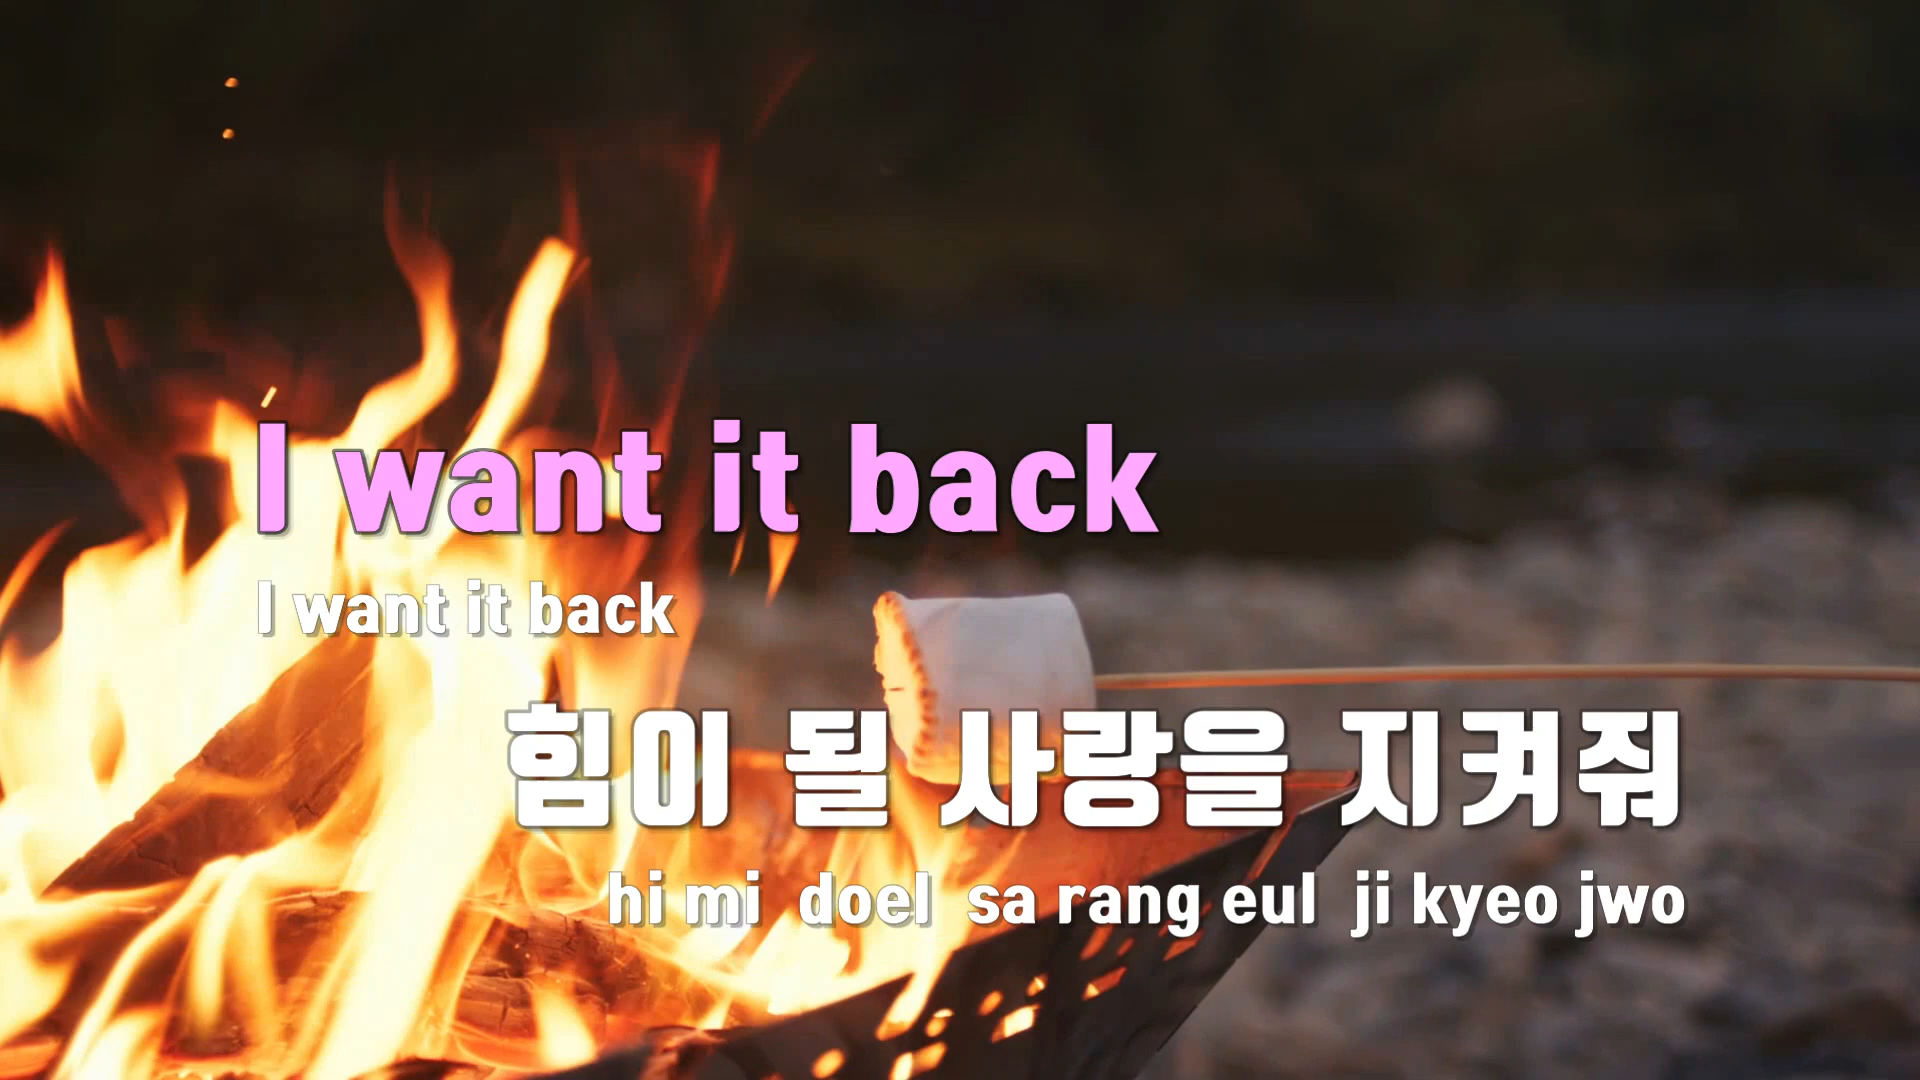 I want it back
I want it back
힘이 될 사랑을 지켜줘
hi mi doel sa rang eul ji kyeo jwo